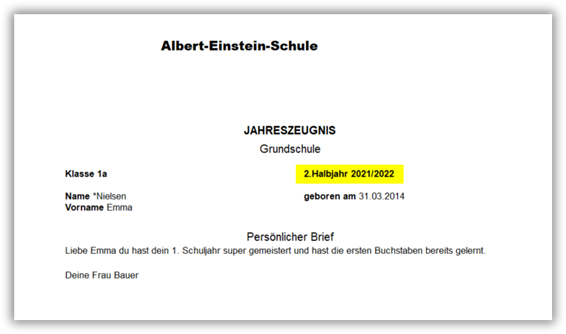 Albert-Einstein-Schule
JAHRESZEUGNIS
Grundschule
Klasse 1a 2.Halbjahr 2021/2022
Name *Nielsen geboren am 31.03.2014
Vorname Emma
Persönlicher Brief
Liebe Emma du hast dein 1. Schuljahr super gemeistert und hast die ersten Buchstaben bereits gelernt.
Deine Frau Bauer